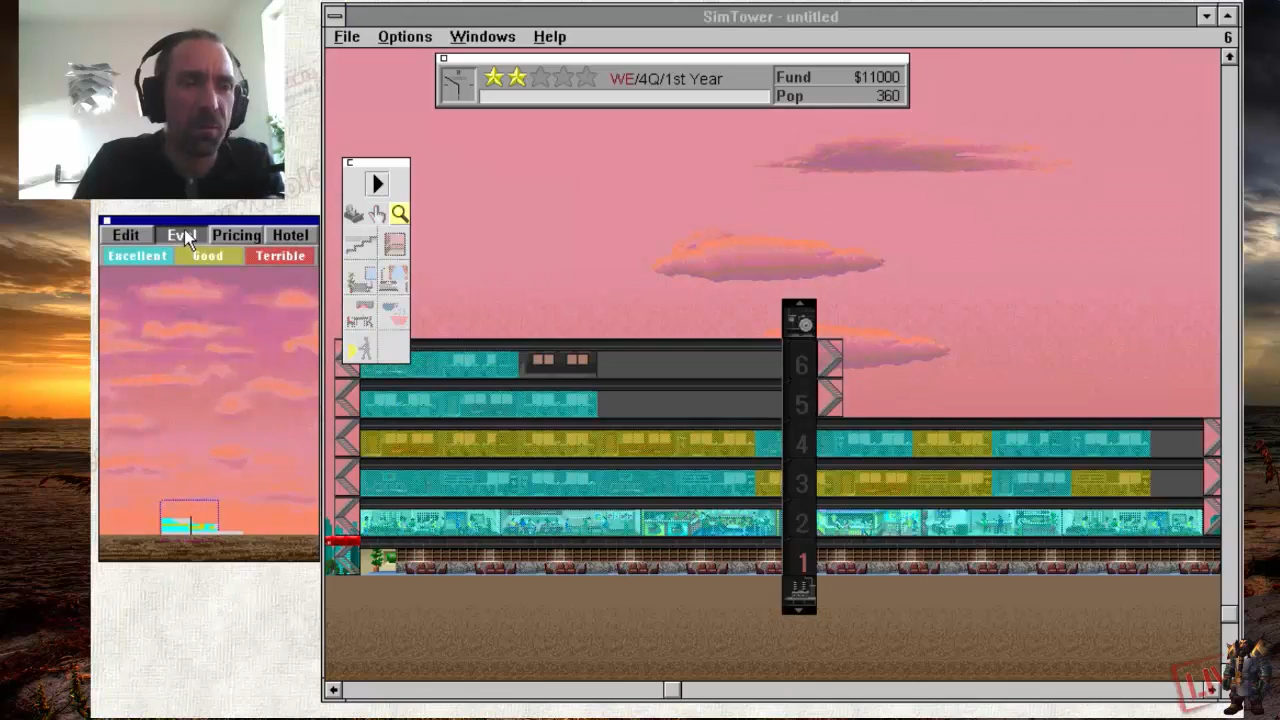 SimTower - untitled
File Options Windows Help 6
WE/4Q/1st Year
Fund $11000
Pop 360
Edit Eval Pricing Hotel
Excellent Good Terrible
6
5
4
3
2
1